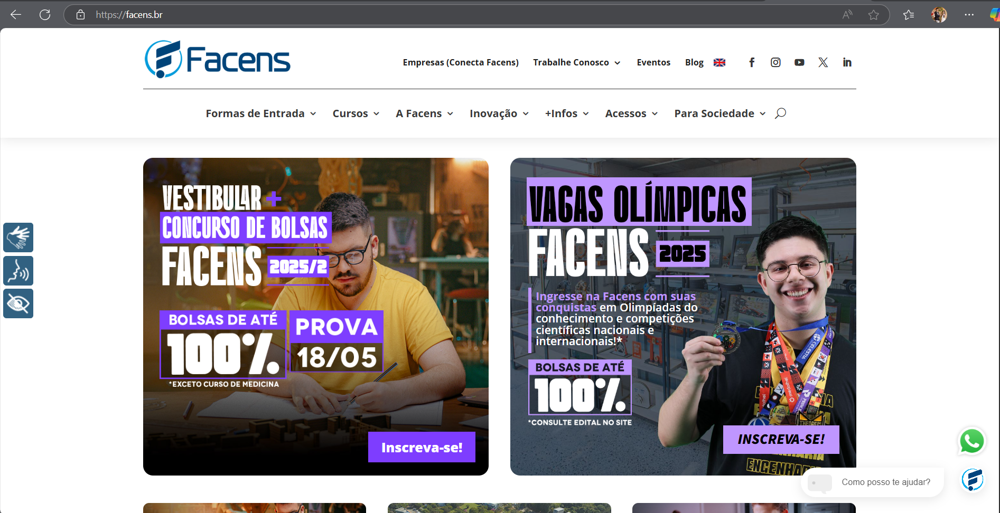 https://facens.br
Facens
Empresas (Conecta Facens) Trabalhe Conosco Eventos Blog
Formas de Entrada Cursos A Facens Inovação +Infos Acessos Para Sociedade
VESTIBULAR +
CONCURSO DE BOLSAS
FACENS 2025/2
BOLSAS DE ATÉ
100%
*EXCETO CURSO DE MEDICINA
PROVA
18/05
Inscreva-se!
VAGAS OLÍMPICAS
FACENS 2025
Ingresse na Facens com suas
conquistas em Olimpíadas do
conhecimento e competições
científicas nacionais e
internacionais!*
BOLSAS DE ATÉ
100%
*CONSULTE EDITAL NO SITE
INSCREVA-SE!
Como posso te ajudar?